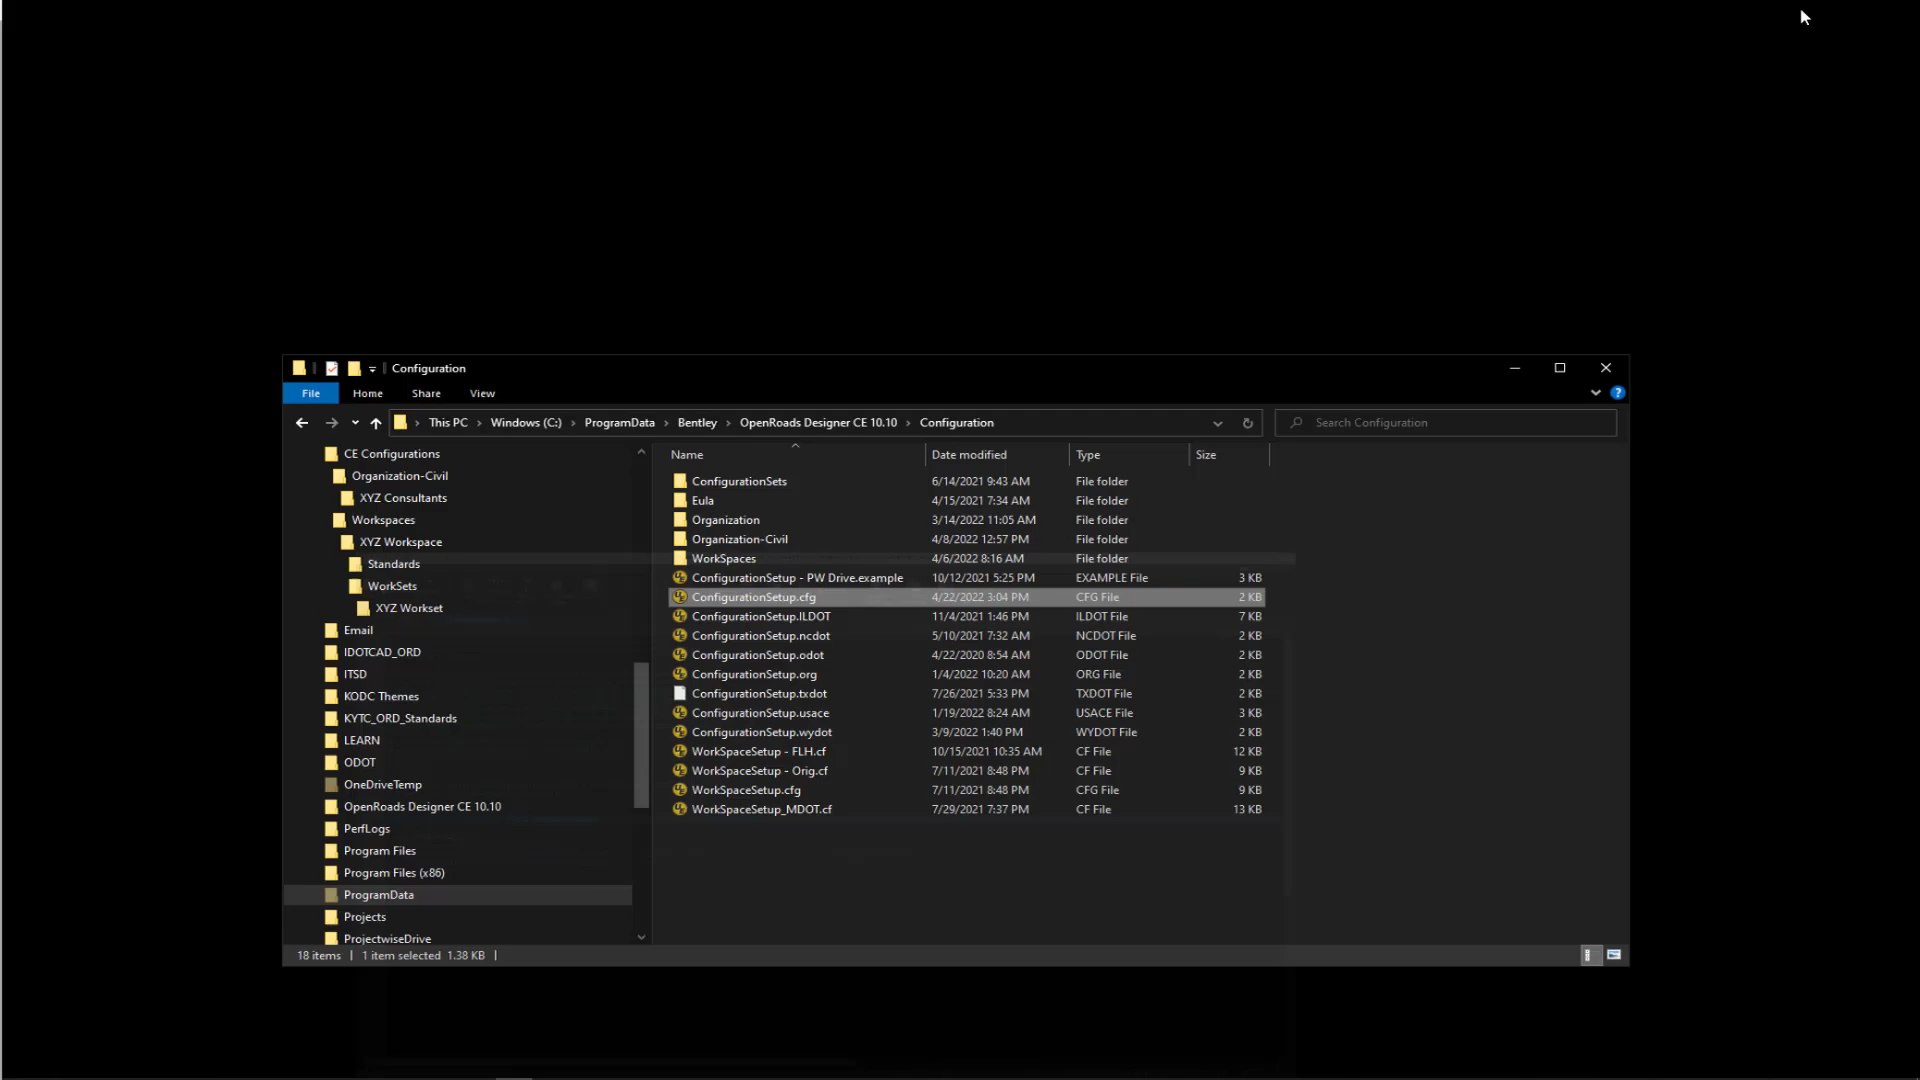 Configuration
File Home Share View
This PC Windows (C:) ProgramData Bentley OpenRoads Designer CE 10.10 Configuration
Search Configuration
CE Configurations
Organization-Civil
XYZ Consultants
Workspaces
XYZ Workspace
Standards
WorkSets
XYZ Workset
Email
IDOTCAD_ORD
ITSD
KODC Themes
KYTC_ORD_Standards
LEARN
ODOT
OneDriveTemp
OpenRoads Designer CE 10.10
PerfLogs
Program Files
Program Files (x86)
ProgramData
Projects
ProjectwiseDrive
Name Date modified Type Size
ConfigurationSets 6/14/2021 9:43 AM File folder
Eula 4/15/2021 7:34 AM File folder
Organization 3/14/2022 11:05 AM File folder
Organization-Civil 4/8/2022 12:57 PM File folder
WorkSpaces 4/6/2022 8:16 AM File folder
ConfigurationSetup - PW Drive.example 10/12/2021 5:25 PM EXAMPLE File 3 KB
ConfigurationSetup.cfg 4/22/2022 3:04 PM CFG File 2 KB
ConfigurationSetup.ILDOT 11/4/2021 1:46 PM ILDOT File 7 KB
ConfigurationSetup.ncdot 5/10/2021 7:32 AM NCDOT File 2 KB
ConfigurationSetup.odot 4/22/2020 8:54 AM ODOT File 2 KB
ConfigurationSetup.org 1/4/2022 10:20 AM ORG File 2 KB
ConfigurationSetup.txdot 7/26/2021 5:33 PM TXDOT File 2 KB
ConfigurationSetup.usace 1/19/2022 8:24 AM USACE File 3 KB
ConfigurationSetup.wydot 3/9/2022 1:40 PM WYDOT File 2 KB
WorkSpaceSetup - FLH.cf 10/15/2021 10:35 AM CF File 12 KB
WorkSpaceSetup - Orig.cf 7/11/2021 8:48 PM CF File 9 KB
WorkSpaceSetup.cfg 7/11/2021 8:48 PM CFG File 9 KB
WorkSpaceSetup_MDOT.cf 7/29/2021 7:37 PM CF File 13 KB
18 items 1 item selected 1.38 KB